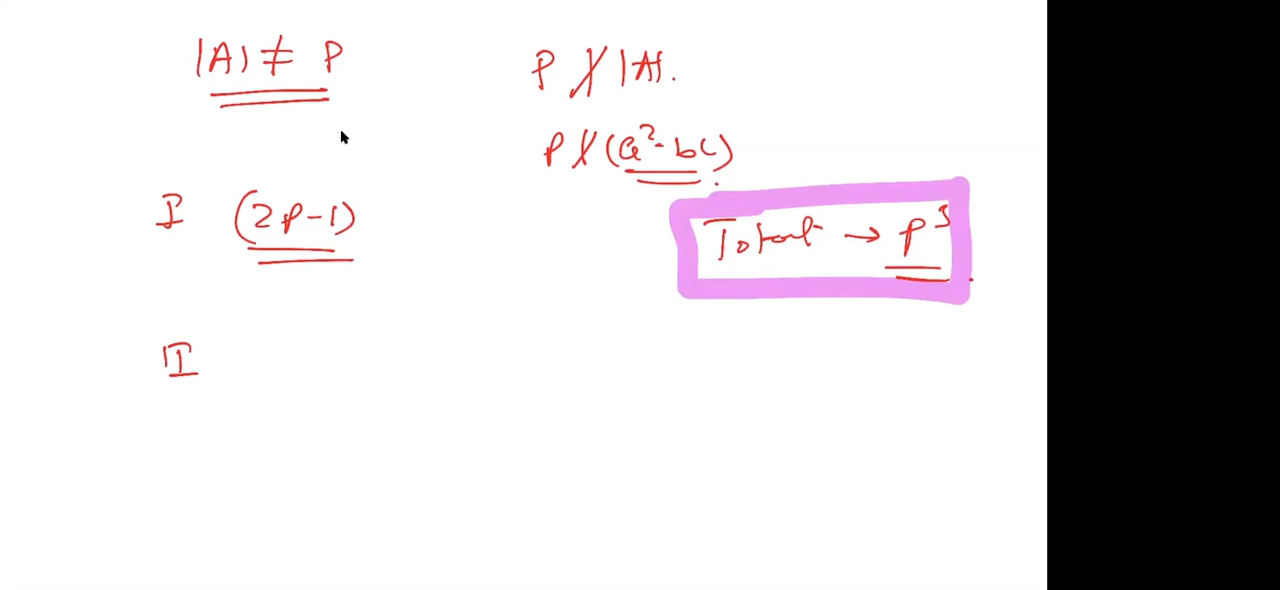 |A| ≠ P
P ∤ |A|.
P ∤ (a² - bc).
I (2P-1)
Total → P³
II